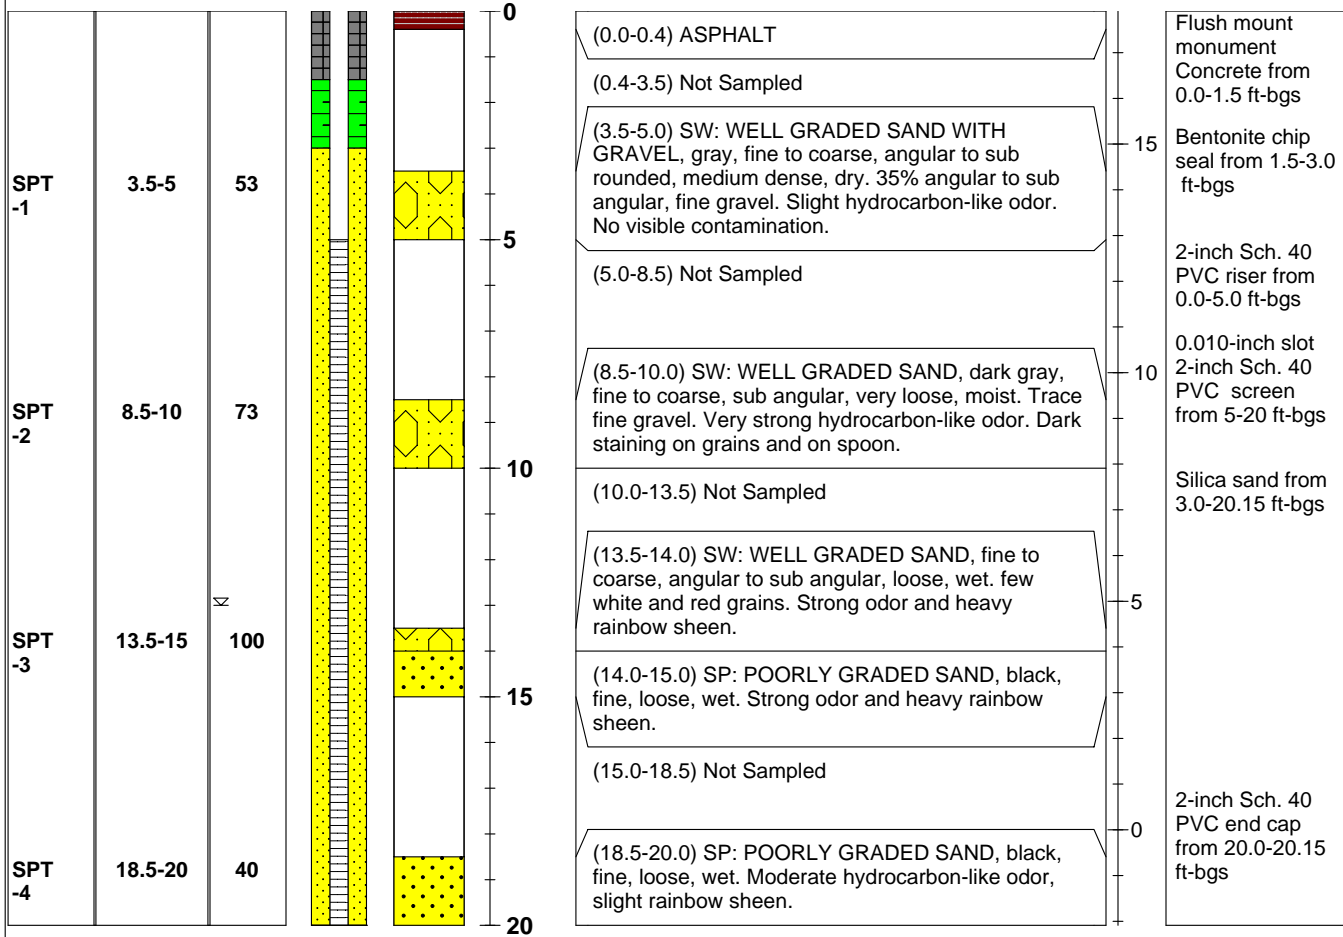 SPT
-1
3.5-5
53
SPT
-2
8.5-10
73
SPT
-3
13.5-15
100
SPT
-4
18.5-20
40
0
5
10
15
20
(0.0-0.4) ASPHALT
(0.4-3.5) Not Sampled
(3.5-5.0) SW: WELL GRADED SAND WITH
GRAVEL, gray, fine to coarse, angular to sub
rounded, medium dense, dry. 35% angular to sub
angular, fine gravel. Slight hydrocarbon-like odor.
No visible contamination.
(5.0-8.5) Not Sampled
(8.5-10.0) SW: WELL GRADED SAND, dark gray,
fine to coarse, sub angular, very loose, moist. Trace
fine gravel. Very strong hydrocarbon-like odor. Dark
staining on grains and on spoon.
(10.0-13.5) Not Sampled
(13.5-14.0) SW: WELL GRADED SAND, fine to
coarse, angular to sub angular, loose, wet. few
white and red grains. Strong odor and heavy
rainbow sheen.
(14.0-15.0) SP: POORLY GRADED SAND, black,
fine, loose, wet. Strong odor and heavy rainbow
sheen.
(15.0-18.5) Not Sampled
(18.5-20.0) SP: POORLY GRADED SAND, black,
fine, loose, wet. Moderate hydrocarbon-like odor,
slight rainbow sheen.
15
10
5
0
Flush mount
monument
Concrete from
0.0-1.5 ft-bgs
Bentonite chip
seal from 1.5-3.0
ft-bgs
2-inch Sch. 40
PVC riser from
0.0-5.0 ft-bgs
0.010-inch slot
2-inch Sch. 40
PVC screen
from 5-20 ft-bgs
Silica sand from
3.0-20.15 ft-bgs
2-inch Sch. 40
PVC end cap
from 20.0-20.15
ft-bgs